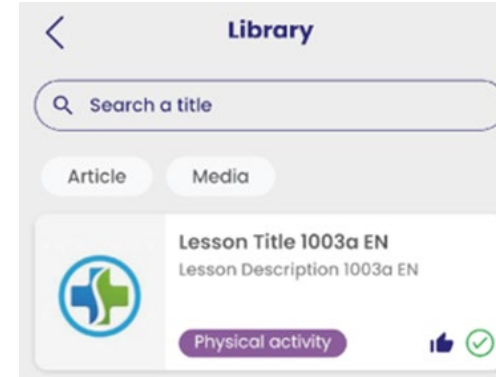 Library
Search a title
Article Media
Lesson Title 1003a EN
Lesson Description 1003a EN
Physical activity